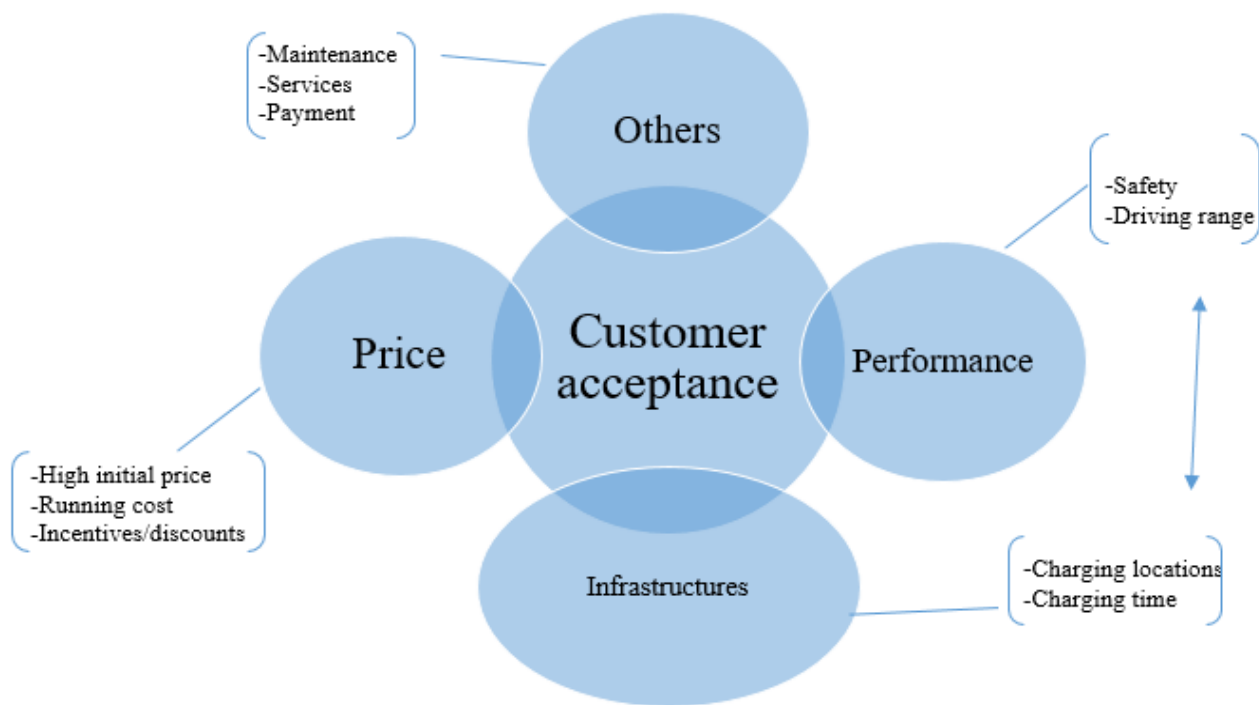 -Maintenance
-Services
-Payment
Others
-Safety
-Driving range
Price
Customer
acceptance
Performance
-High initial price
-Running cost
-Incentives/discounts
Infrastructures
-Charging locations
-Charging time